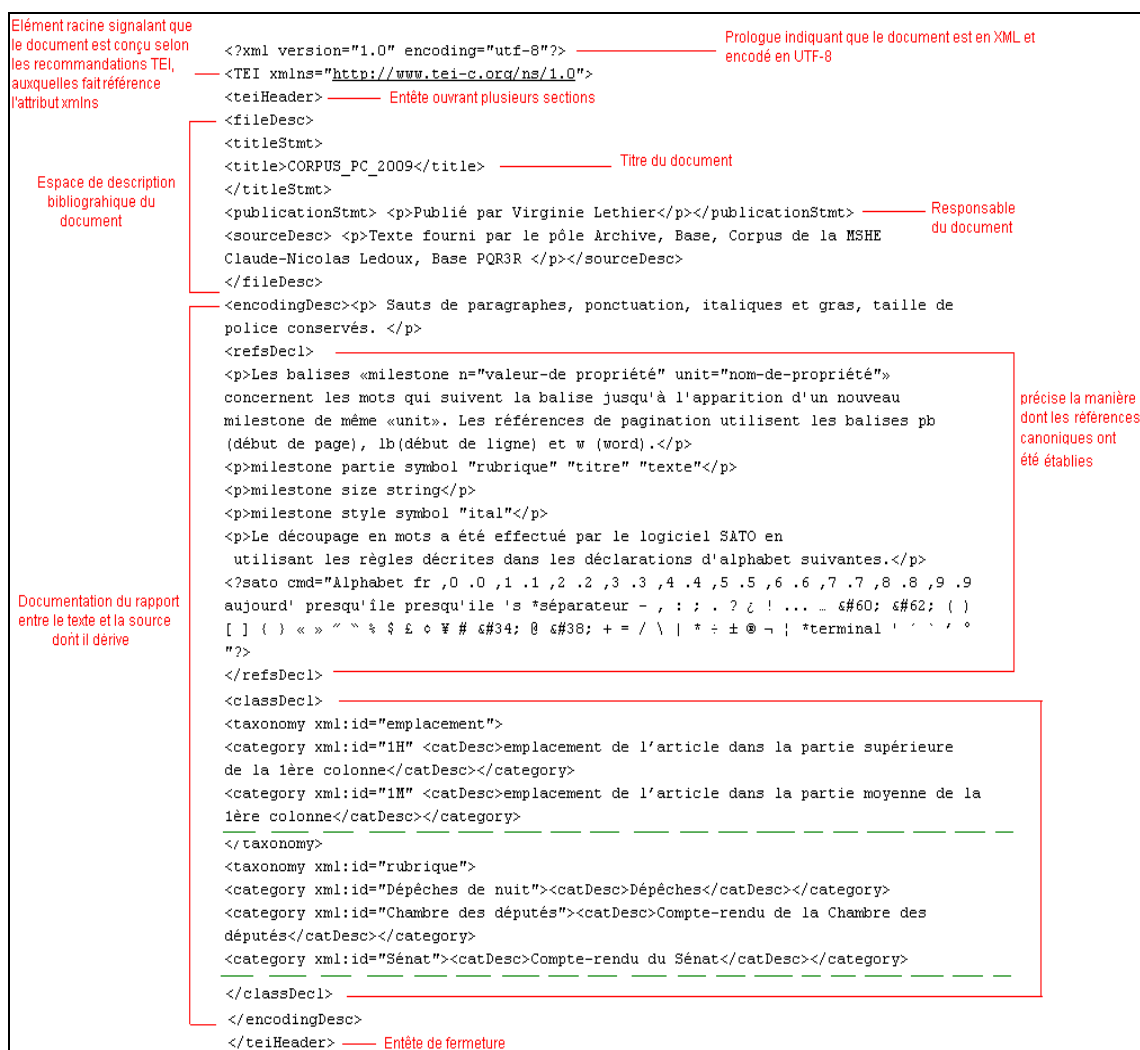 Elément racine signalant que
le document est conçu selon
les recommandations TEI,
auxquelles fait référence
l'attribut xmlns
<?xml version="1.0" encoding="utf-8"?>
Prologue indiquant que le document est en XML et
encodé en UTF-8
<TEI xmlns="http://www.tei-c.org/ns/1.0">
<teiHeader>
Entête ouvrant plusieurs sections
<fileDesc>
<titleStmt>
<title>CORPUS_PC_2009</title>
Titre du document
</titleStmt>
Espace de description
bibliograhique du
document
<publicationStmt> <p>Publié par Virginie Lethier</p></publicationStmt>
Responsable
du document
<sourceDesc> <p>Texte fourni par le pôle Archive, Base, Corpus de la MSHE
Claude-Nicolas Ledoux, Base PQR3R </p></sourceDesc>
</fileDesc>
<encodingDesc><p> Sauts de paragraphes, ponctuation, italiques et gras, taille de
police conservés. </p>
<refsDecl>
<p>Les balises «milestone n="valeur-de propriété" unit="nom-de-propriété"»
concernent les mots qui suivent la balise jusqu'à l'apparition d'un nouveau
milestone de même «unit». Les références de pagination utilisent les balises pb
(début de page), lb(début de ligne) et w (word).</p>
précise la manière
dont les références
canoniques ont
été établies
<p>milestone partie symbol "rubrique" "titre" "texte"</p>
<p>milestone size string</p>
<p>milestone style symbol "ital"</p>
<p>Le découpage en mots a été effectué par le logiciel SATO en
utilisant les règles décrites dans les déclarations d'alphabet suivantes.</p>
<?sato cmd="Alphabet fr ,0 .0 ,1 .1 ,2 .2 ,3 .3 ,4 .4 ,5 .5 ,6 .6 ,7 .7 ,8 .8 ,9 .9
aujourd' presqu'île presqu'ile 's *séparateur - , : ; . ? ¿ ! ... … &#60; &#62; ( )
[ ] { } « » ˝ ‟ % $ £ ¢ ¥ # &#34; @ &#38; + = / \ | * ÷ ± ® ¬ ¦ *terminal ' ´ ` ʹ °
"?>
Documentation du rapport
entre le texte et la source
dont il dérive
</refsDecl>
<classDecl>
<taxonomy xml:id="emplacement">
<category xml:id="1H" <catDesc>emplacement de l’article dans la partie supérieure
de la 1ère colonne</catDesc></category>
<category xml:id="1M" <catDesc>emplacement de l’article dans la partie moyenne de la
1ère colonne</catDesc></category>
</taxonomy>
<taxonomy xml:id="rubrique">
<category xml:id="Dépêches de nuit"><catDesc>Dépêches</catDesc></category>
<category xml:id="Chambre des députés"><catDesc>Compte-rendu de la Chambre des
députés</catDesc></category>
<category xml:id="Sénat"><catDesc>Compte-rendu du Sénat</catDesc></category>
</classDecl>
</encodingDesc>
</teiHeader>
Entête de fermeture